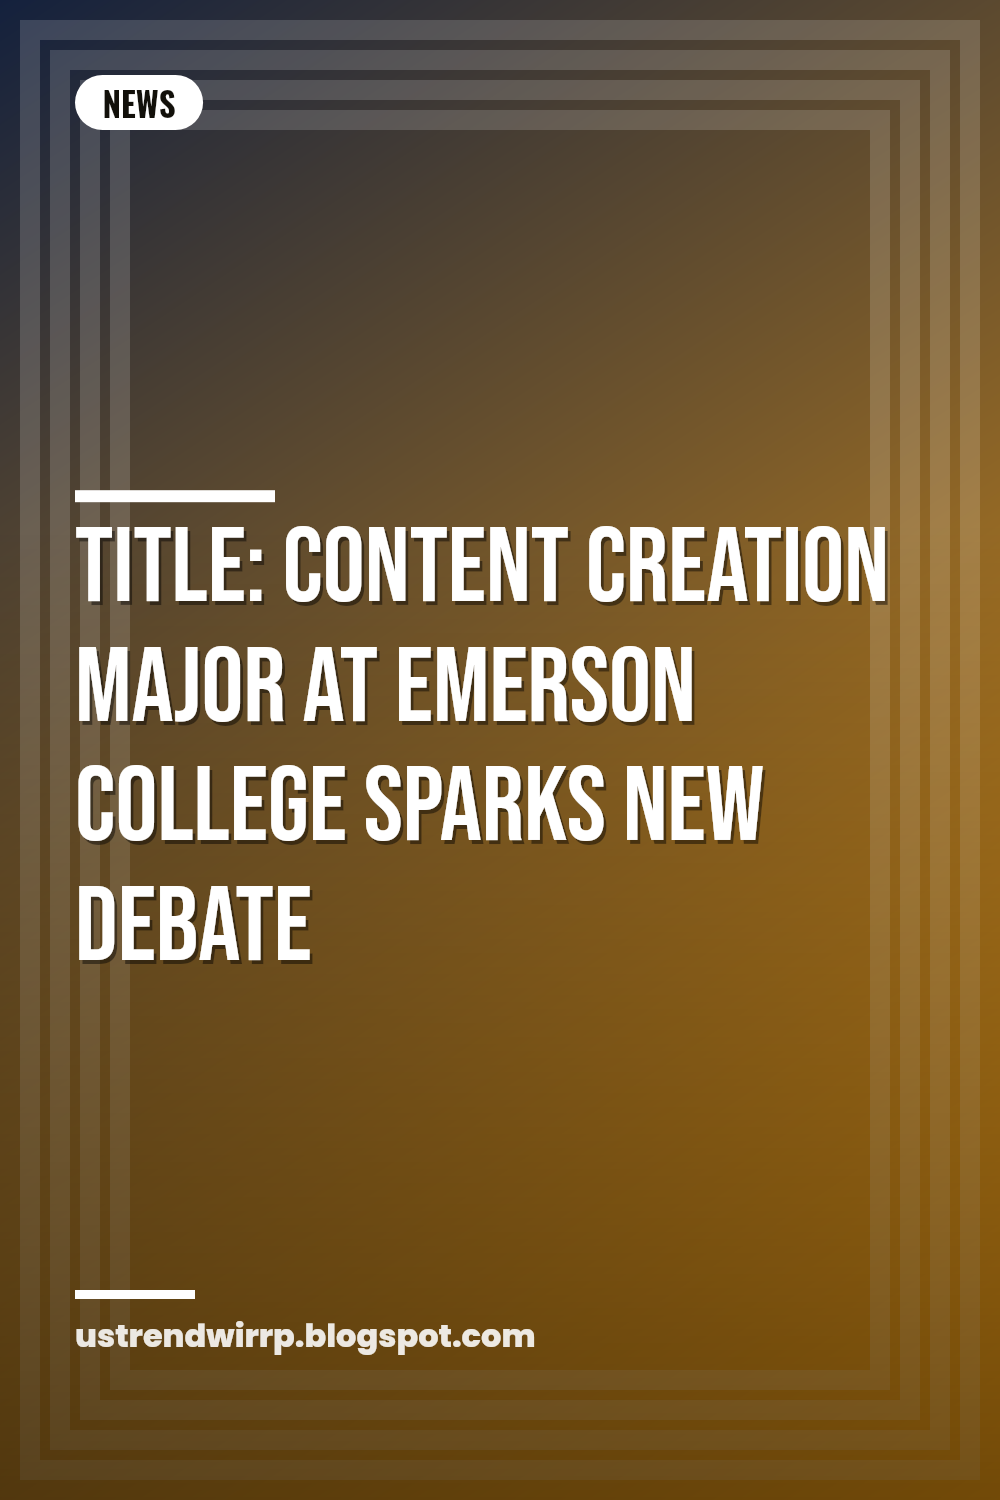 NEWS
TITLE: CONTENT CREATION
MAJOR AT EMERSON
COLLEGE SPARKS NEW
DEBATE
ustrendwirrp.blogspot.com